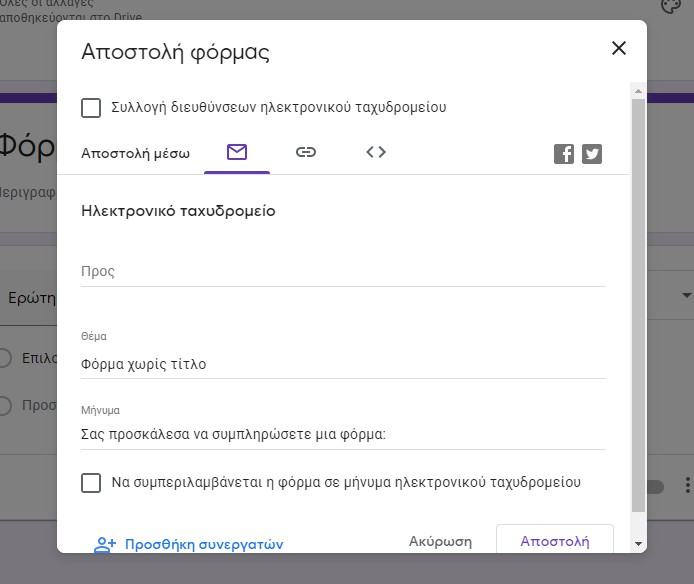 Όλες οι αλλαγές
αποθηκεύονται στο Drive
Αποστολή φόρμας
Συλλογή διευθύνσεων ηλεκτρονικού ταχυδρομείου
Αποστολή μέσω
Ηλεκτρονικό ταχυδρομείο
Προς
Θέμα
Φόρμα χωρίς τίτλο
Μήνυμα
Σας προσκάλεσα να συμπληρώσετε μια φόρμα:
Να συμπεριλαμβάνεται η φόρμα σε μήνυμα ηλεκτρονικού ταχυδρομείου
Προσθήκη συνεργατών
Ακύρωση
Αποστολή
Φόρ
Περιγραφ
Ερώτη
Επιλο
Προσ